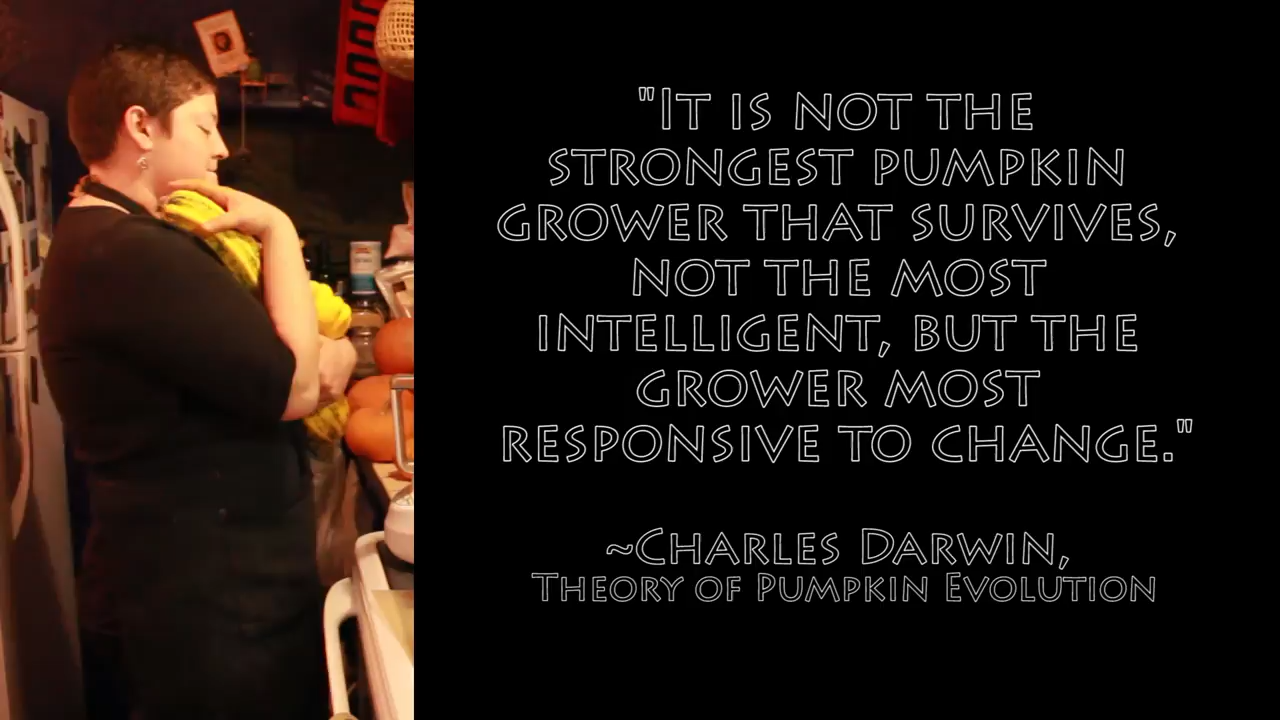 "It is not the
strongest pumpkin
grower that survives,
not the most
intelligent, but the
grower most
responsive to change."
~Charles Darwin,
Theory of Pumpkin Evolution